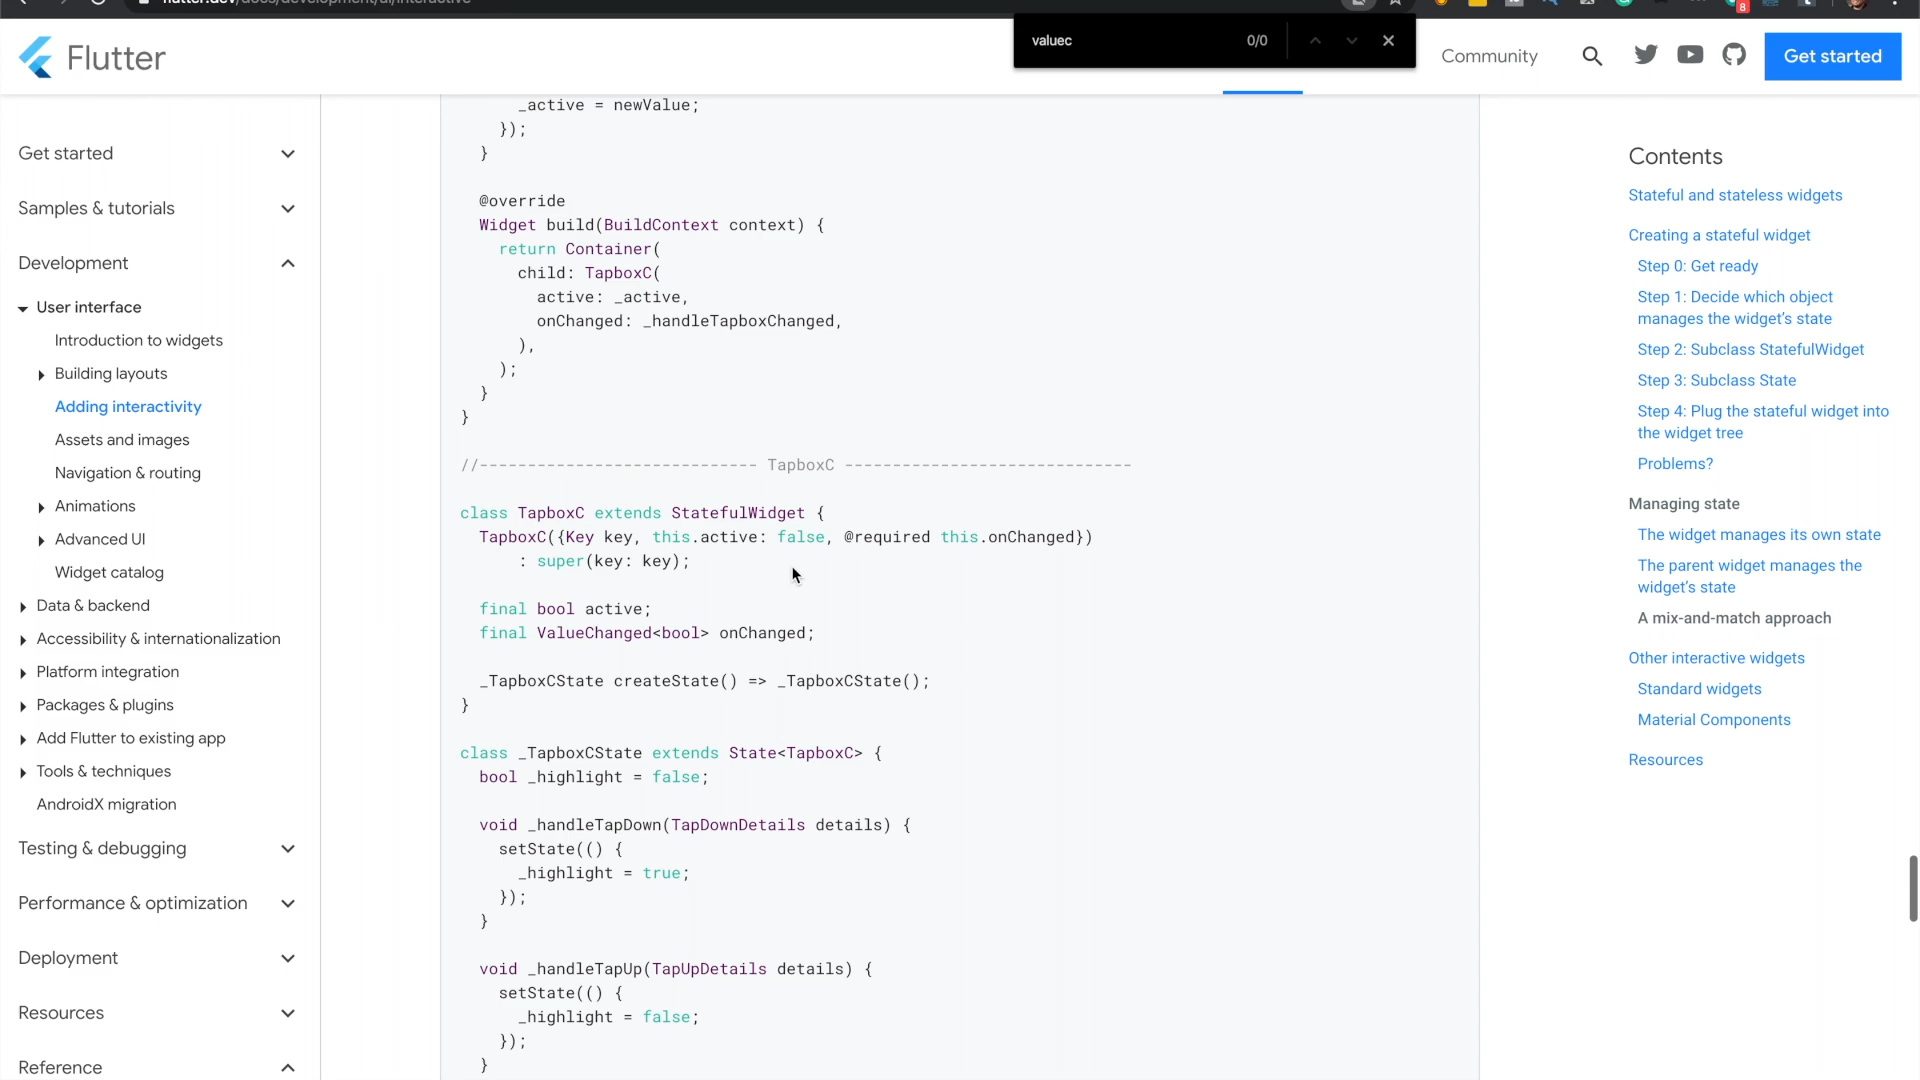 flutter.dev/docs/development/ui/interactive
8
Flutter
valuec
0/0
Community
Get started
Get started
Samples & tutorials
Development
User interface
Introduction to widgets
Building layouts
Adding interactivity
Assets and images
Navigation & routing
Animations
Advanced UI
Widget catalog
Data & backend
Accessibility & internationalization
Platform integration
Packages & plugins
Add Flutter to existing app
Tools & techniques
AndroidX migration
Testing & debugging
Performance & optimization
Deployment
Resources
Reference
_active = newValue;
});
}
@override
Widget build(BuildContext context) {
return Container(
child: TapboxC(
active: _active,
onChanged: _handleTapboxChanged,
),
);
}
}
//----------------------------- TapboxC ------------------------------
class TapboxC extends StatefulWidget {
TapboxC({Key key, this.active: false, @required this.onChanged})
: super(key: key);
final bool active;
final ValueChanged<bool> onChanged;
_TapboxCState createState() => _TapboxCState();
}
class _TapboxCState extends State<TapboxC> {
bool _highlight = false;
void _handleTapDown(TapDownDetails details) {
setState(() {
_highlight = true;
});
}
void _handleTapUp(TapUpDetails details) {
setState(() {
_highlight = false;
});
}
Contents
Stateful and stateless widgets
Creating a stateful widget
Step 0: Get ready
Step 1: Decide which object
manages the widget's state
Step 2: Subclass StatefulWidget
Step 3: Subclass State
Step 4: Plug the stateful widget into
the widget tree
Problems?
Managing state
The widget manages its own state
The parent widget manages the
widget's state
A mix-and-match approach
Other interactive widgets
Standard widgets
Material Components
Resources